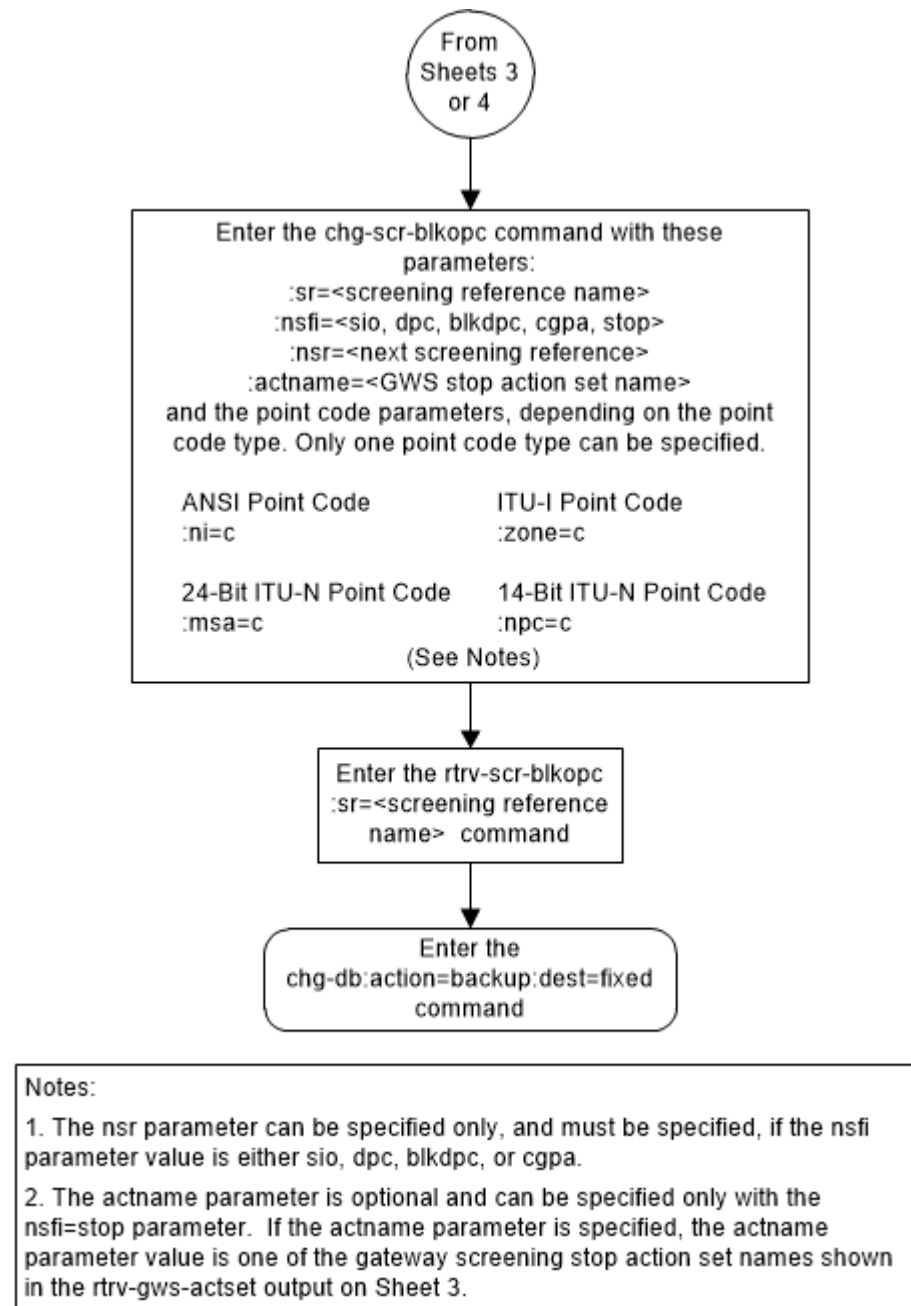 From
Sheets 3
or 4
Enter the chg-scr-blkopc command with these
parameters:
:sr=<screening reference name>
:nsfi=<sio, dpc, blkdpc, cgpa, stop>
:nsr=<next screening reference>
:actname=<GWS stop action set name>
and the point code parameters, depending on the point
code type. Only one point code type can be specified.
ANSI Point Code
:ni=c
ITU-I Point Code
:zone=c
24-Bit ITU-N Point Code
:msa=c
14-Bit ITU-N Point Code
:npc=c
(See Notes)
Enter the rtrv-scr-blkopc
:sr=<screening reference
name> command
Enter the
chg-db:action=backup:dest=fixed
command
Notes:
1. The nsr parameter can be specified only, and must be specified, if the nsfi
parameter value is either sio, dpc, blkdpc, or cgpa.
2. The actname parameter is optional and can be specified only with the
nsfi=stop parameter. If the actname parameter is specified, the actname
parameter value is one of the gateway screening stop action set names shown
in the rtrv-gws-actset output on Sheet 3.